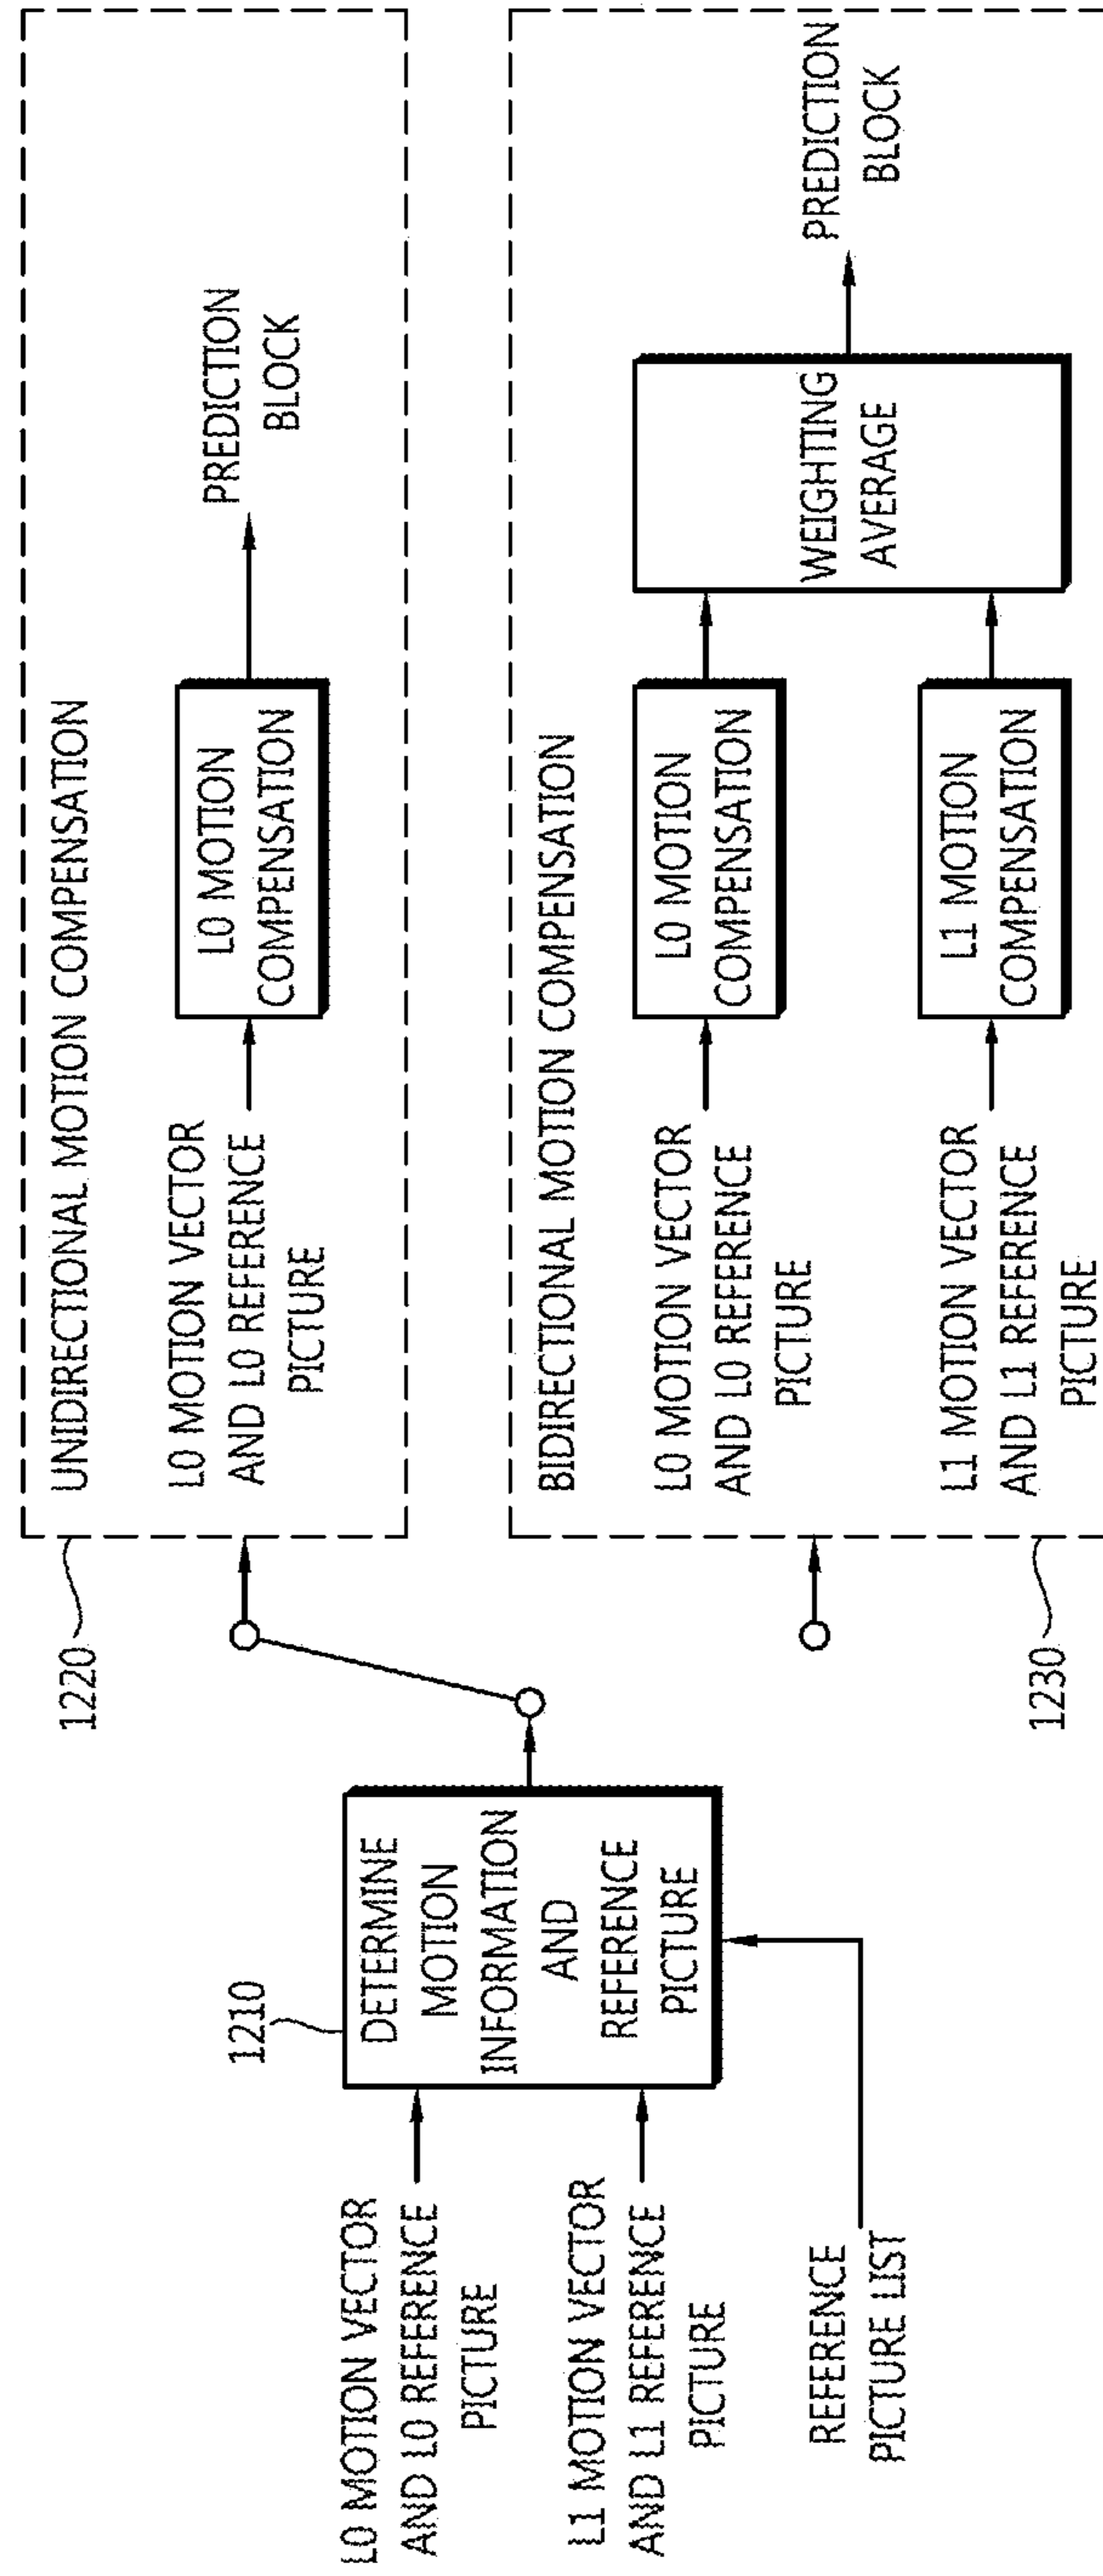 L0 MOTION VECTOR
AND L0 REFERENCE
PICTURE
L1 MOTION VECTOR
AND L1 REFERENCE
PICTURE
REFERENCE
PICTURE LIST
1210
DETERMINE
MOTION
INFORMATION
AND
REFERENCE
PICTURE
1220
UNIDIRECTIONAL MOTION COMPENSATION
L0 MOTION VECTOR
AND L0 REFERENCE
PICTURE
L0 MOTION
COMPENSATION
PREDICTION
BLOCK
1230
BIDIRECTIONAL MOTION COMPENSATION
L0 MOTION VECTOR
AND L0 REFERENCE
PICTURE
L0 MOTION
COMPENSATION
L1 MOTION VECTOR
AND L1 REFERENCE
PICTURE
L1 MOTION
COMPENSATION
WEIGHTING
AVERAGE
PREDICTION
BLOCK